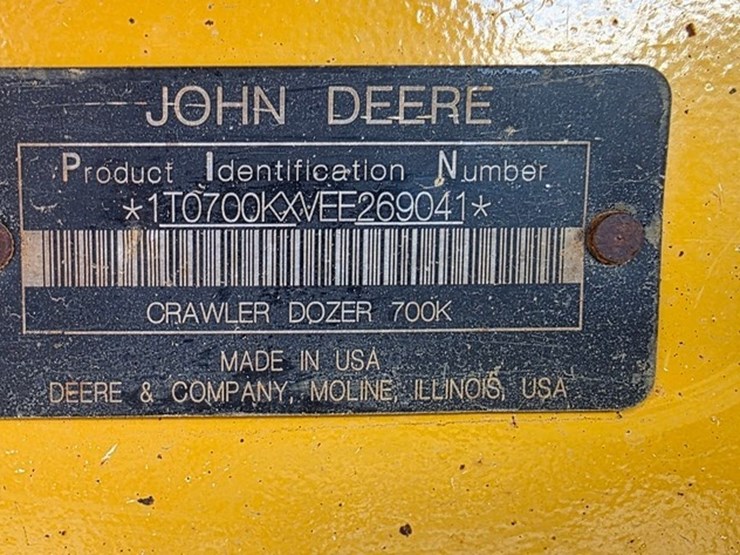 JOHN DEERE
Product Identification Number
*1T0700KXVEE269041*
CRAWLER DOZER 700K
MADE IN USA
DEERE & COMPANY, MOLINE, ILLINOIS, USA